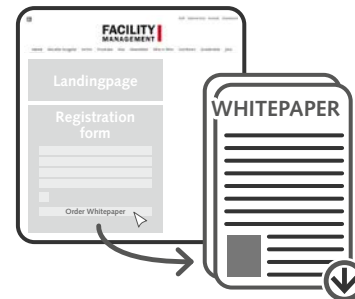 FACILITY
MANAGEMENT
Landingpage
Registration
form
Order Whitepaper
WHITEPAPER